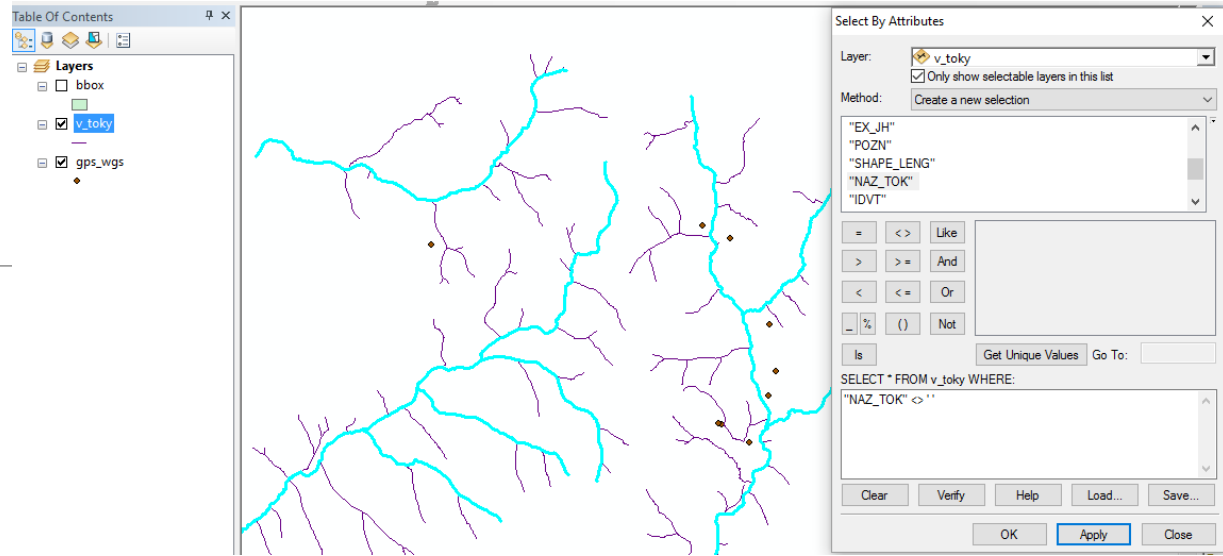 Table Of Contents
Layers
bbox
v_toky
gps_wgs
Select By Attributes
Layer: v_toky
Only show selectable layers in this list
Method: Create a new selection
"EX_JH"
"POZN"
"SHAPE_LENG"
"NAZ_TOK"
"IDVT"
= < > Like
> > = And
< < = Or
_ % ( ) Not
Is Get Unique Values Go To:
SELECT * FROM v_toky WHERE:
"NAZ_TOK" <> ' '
Clear Verify Help Load... Save...
OK Apply Close